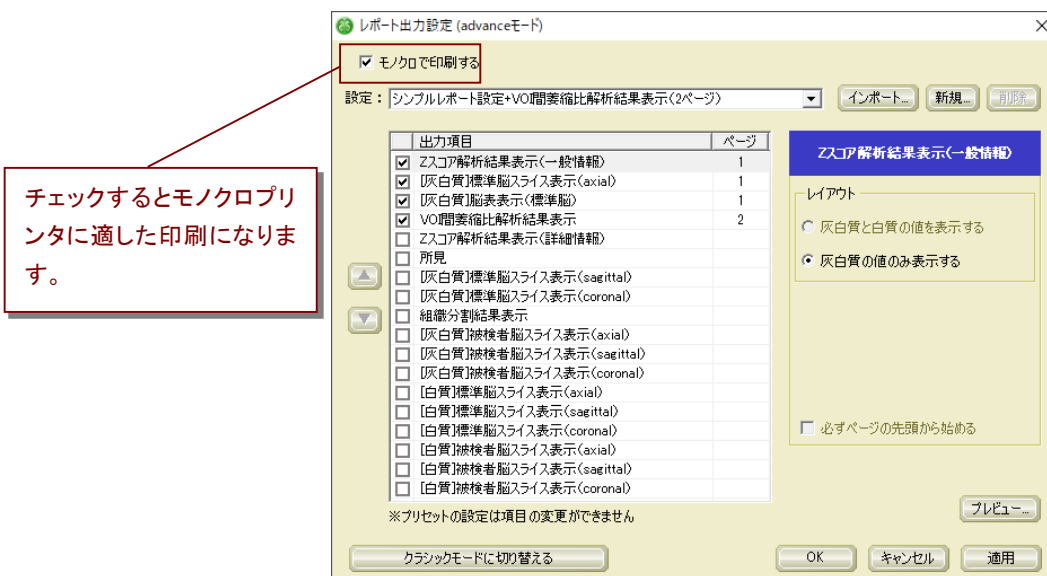 レポート出力設定 (advanceモード)
モノクロで印刷する
設定：
シンプルレポート設定+VOI間萎縮比解析結果表示(2ページ)
インポート...
新規...
削除
出力項目 ページ
Zスコア解析結果表示(一般情報) 1
[灰白質]標準脳スライス表示(axial) 1
[灰白質]脳表表示(標準脳) 1
VOI間萎縮比解析結果表示 2
Zスコア解析結果表示(詳細情報)
所見
[灰白質]標準脳スライス表示(sagittal)
[灰白質]標準脳スライス表示(coronal)
組織分割結果表示
[灰白質]被検者脳スライス表示(axial)
[灰白質]被検者脳スライス表示(sagittal)
[灰白質]被検者脳スライス表示(coronal)
[白質]標準脳スライス表示(axial)
[白質]標準脳スライス表示(sagittal)
[白質]標準脳スライス表示(coronal)
[白質]被検者脳スライス表示(axial)
[白質]被検者脳スライス表示(sagittal)
[白質]被検者脳スライス表示(coronal)
※プリセットの設定は項目の変更ができません
Zスコア解析結果表示(一般情報)
レイアウト
灰白質と白質の値を表示する
灰白質の値のみ表示する
必ずページの先頭から始める
プレビュー...
クラシックモードに切り替える
OK
キャンセル
適用
チェックするとモノクロプリ
ンタに適した印刷になりま
す。